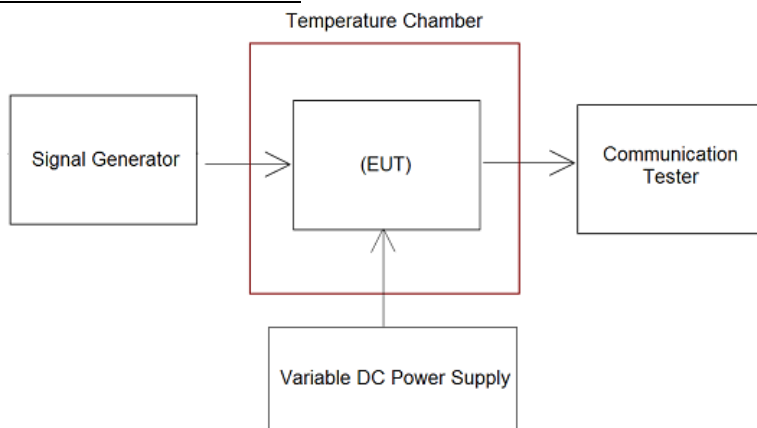 Temperature Chamber
Signal Generator
(EUT)
Communication
Tester
Variable DC Power Supply